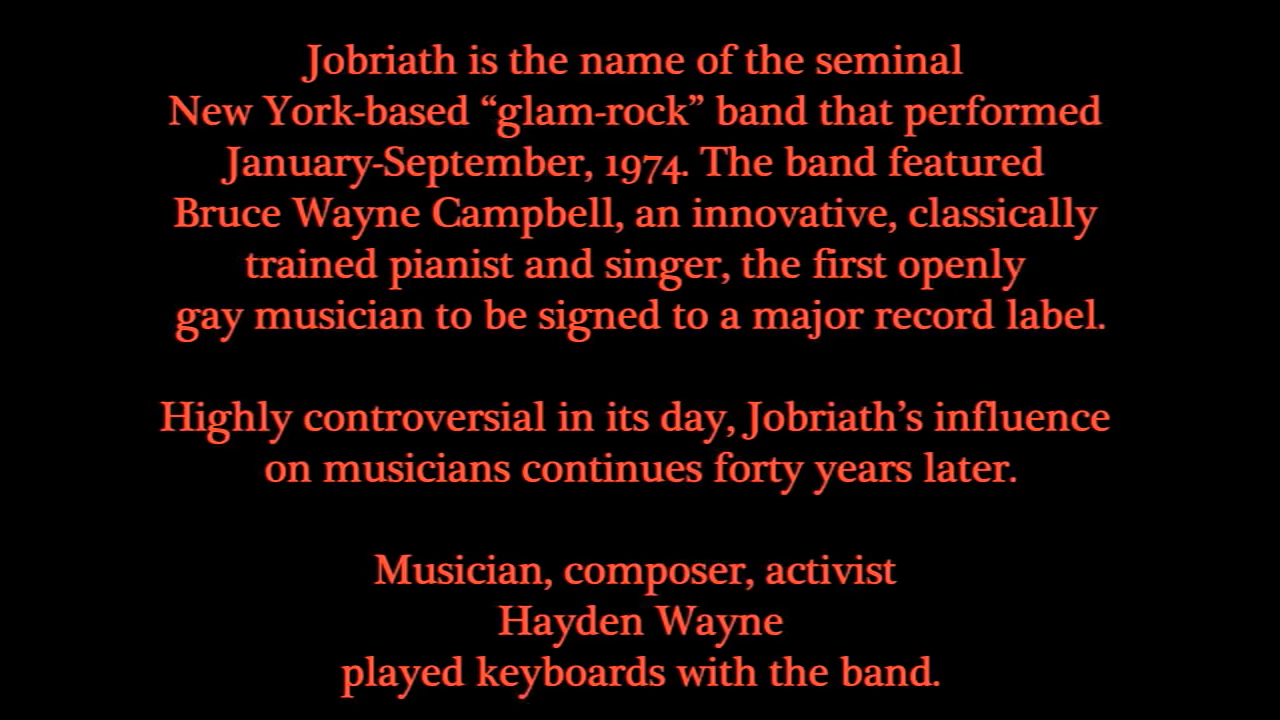 Jobriath is the name of the seminal
New York-based “glam-rock” band that performed
January-September, 1974. The band featured
Bruce Wayne Campbell, an innovative, classically
trained pianist and singer, the first openly
gay musician to be signed to a major record label.
Highly controversial in its day, Jobriath’s influence
on musicians continues forty years later.
Musician, composer, activist
Hayden Wayne
played keyboards with the band.